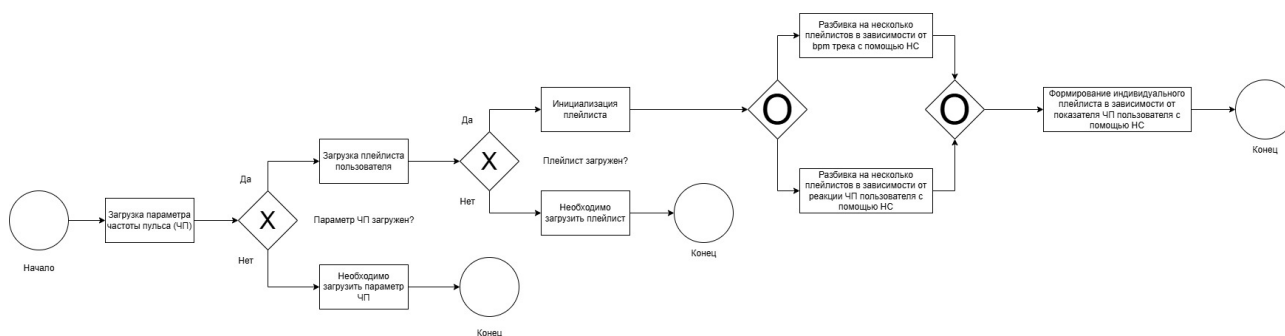 Начало
Загрузка параметра
частоты пульса (ЧП)
X
Параметр ЧП загружен?
Да
Нет
Загрузка плейлиста
пользователя
Необходимо
загрузить параметр
ЧП
Конец
X
Плейлист загружен?
Да
Нет
Инициализация
плейлиста
Необходимо
загрузить плейлист
Конец
O
Разбивка на несколько
плейлистов в зависимости от
bpm трека с помощью НС
Разбивка на несколько
плейлистов в зависимости от
реакции ЧП пользователя с
помощью НС
O
Формирование индивидуального
плейлиста в зависимости от
показателя ЧП пользователя с
помощью НС
Конец